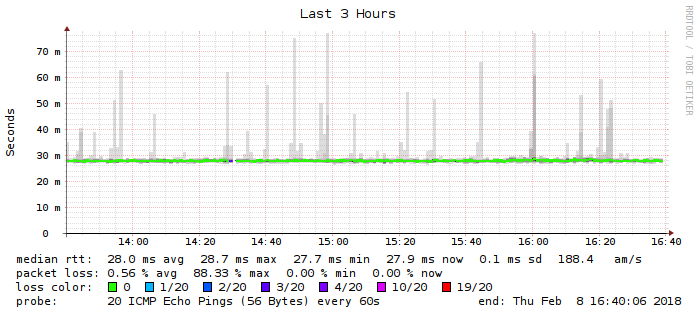 Last 3 Hours
RRDTOOL / TOBI OETIKER
Seconds
70 m
60 m
50 m
40 m
30 m
20 m
10 m
0
14:00 14:20 14:40 15:00 15:20 15:40 16:00 16:20 16:40
median rtt: 28.0 ms avg 28.7 ms max 27.7 ms min 27.9 ms now 0.1 ms sd 188.4 am/s
packet loss: 0.56 % avg 88.33 % max 0.00 % min 0.00 % now
loss color: 0 1/20 2/20 3/20 4/20 10/20 19/20
probe: 20 ICMP Echo Pings (56 Bytes) every 60s end: Thu Feb 8 16:40:06 2018